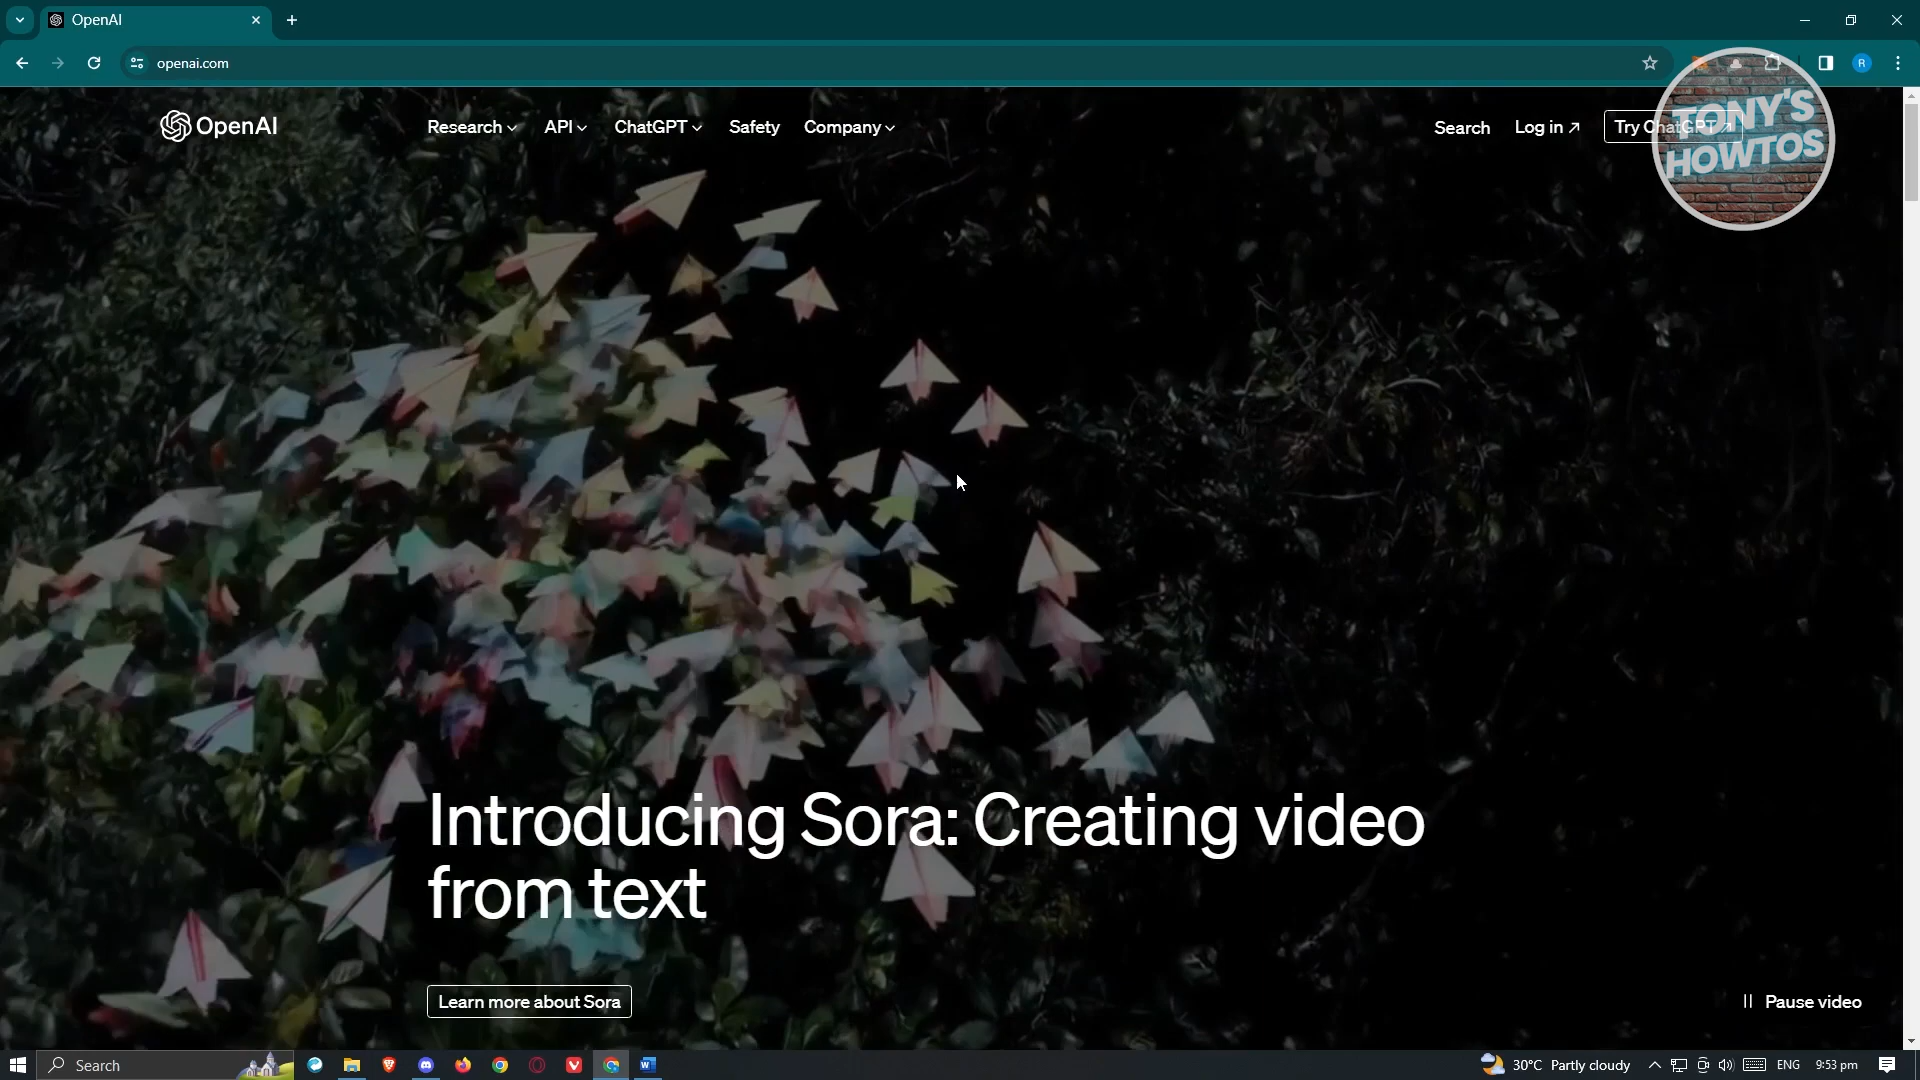 OpenAI
openai.com
R
OpenAI
Research
API
ChatGPT
Safety
Company
Search
Log in ↗
Try ChatGPT ↗
TONY'S
HOWTOS
Introducing Sora: Creating video
from text
Learn more about Sora
Pause video
Search
W
30°C Partly cloudy
ENG
9:53 pm